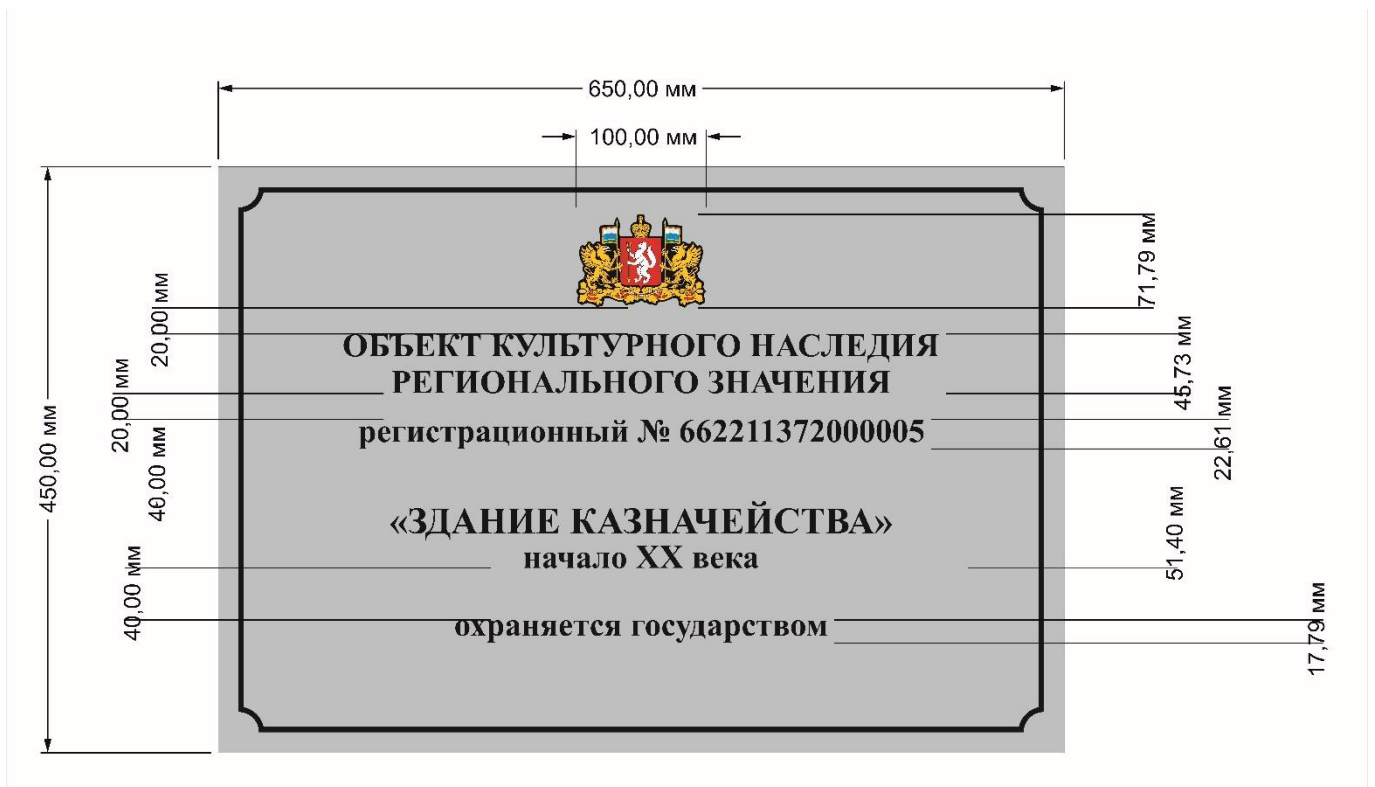 650,00 мм
100,00 мм
71,79 мм
20,00 мм
ОБЪЕКТ КУЛЬТУРНОГО НАСЛЕДИЯ
РЕГИОНАЛЬНОГО ЗНАЧЕНИЯ
45,73 мм
20,00 мм
регистрационный № 662211372000005
22,61 мм
450,00 мм
40,00 мм
«ЗДАНИЕ КАЗНАЧЕЙСТВА»
начало XX века
51,40 мм
40,00 мм
охраняется государством
17,79 мм